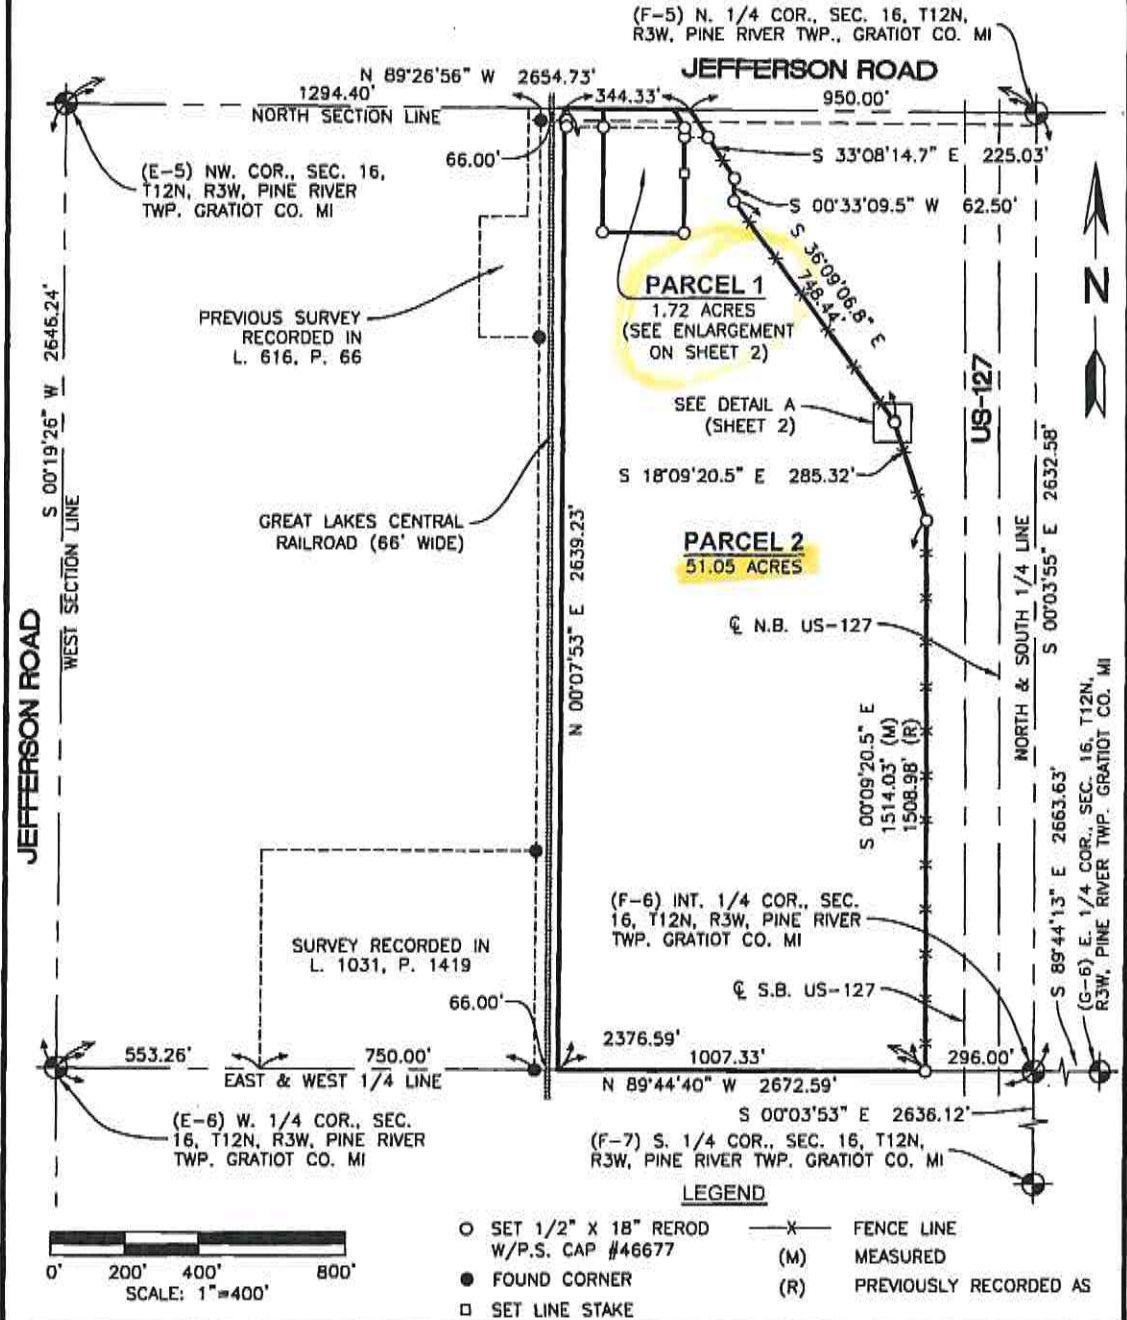 (F-5) N. 1/4 COR., SEC. 16, T12N,
R3W, PINE RIVER TWP., GRATIOT CO. MI
JEFFERSON ROAD
N 89°26'56" W 2654.73'
1294.40'
344.33'
950.00'
NORTH SECTION LINE
66.00'
S 33°08'14.7" E 225.03'
(E-5) NW. COR., SEC. 16,
T12N, R3W, PINE RIVER
TWP. GRATIOT CO. MI
S 00°33'09.5" W 62.50'
S 36°09'06.8" E
748.44'
N
PARCEL 1
1.72 ACRES
(SEE ENLARGEMENT
ON SHEET 2)
PREVIOUS SURVEY
RECORDED IN
L. 616, P. 66
S 00°19'26" W 2646.24'
WEST SECTION LINE
JEFFERSON ROAD
SEE DETAIL A
(SHEET 2)
US-127
S 18°09'20.5" E 285.32'
GREAT LAKES CENTRAL
RAILROAD (66' WIDE)
N 00°07'53" E 2639.23'
PARCEL 2
51.05 ACRES
℄ N.B. US-127
NORTH & SOUTH 1/4 LINE
S 00°03'55" E 2632.58'
S 00°09'20.5" E
1514.03' (M)
1508.98' (R)
S 89°44'13" E 2663.63'
(G-6) E. 1/4 COR., SEC. 16, T12N,
R3W, PINE RIVER TWP. GRATIOT CO. MI
(F-6) INT. 1/4 COR., SEC.
16, T12N, R3W, PINE RIVER
TWP. GRATIOT CO. MI
SURVEY RECORDED IN
L. 1031, P. 1419
℄ S.B. US-127
66.00'
553.26'
750.00'
2376.59'
1007.33'
296.00'
EAST & WEST 1/4 LINE
N 89°44'40" W 2672.59'
S 00°03'53" E 2636.12'
(E-6) W. 1/4 COR., SEC.
16, T12N, R3W, PINE RIVER
TWP. GRATIOT CO. MI
(F-7) S. 1/4 COR., SEC. 16, T12N,
R3W, PINE RIVER TWP. GRATIOT CO. MI
LEGEND
SET 1/2" X 18" REROD
W/P.S. CAP #46677
FOUND CORNER
SET LINE STAKE
X FENCE LINE
(M) MEASURED
(R) PREVIOUSLY RECORDED AS
0' 200' 400' 800'
SCALE: 1"=400'